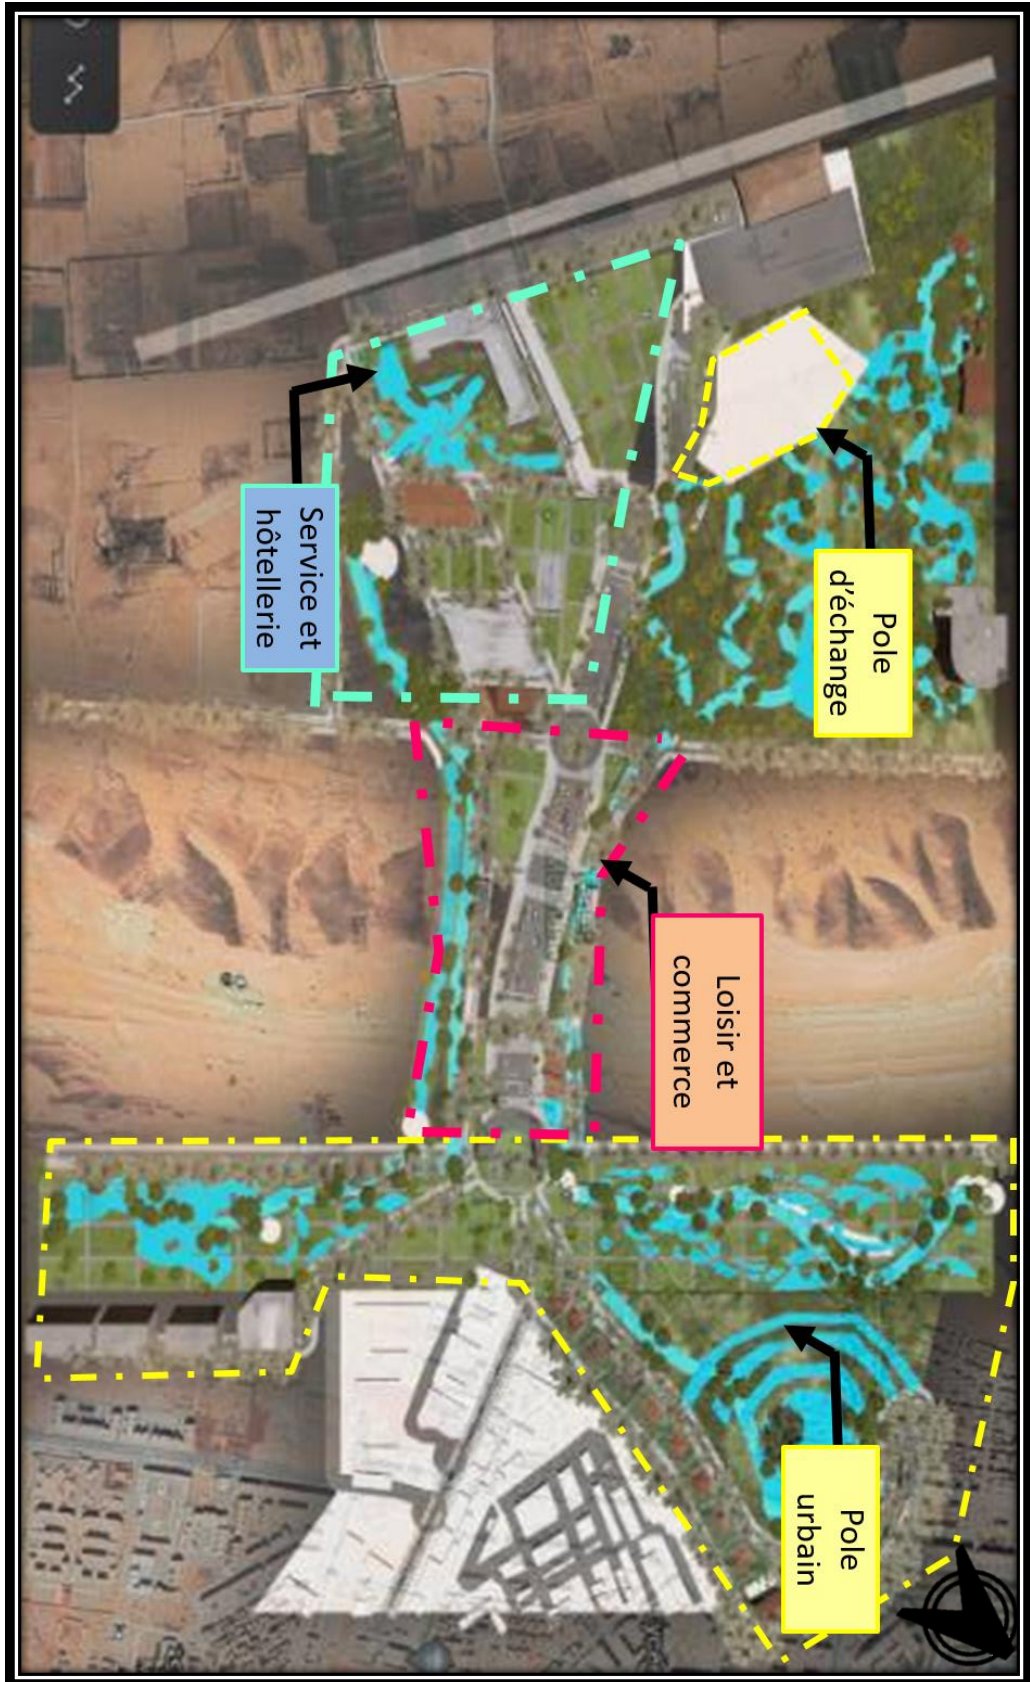 Pole
d'échange
Service et
hôtellerie
Loisir et
commerce
Pole
urbain